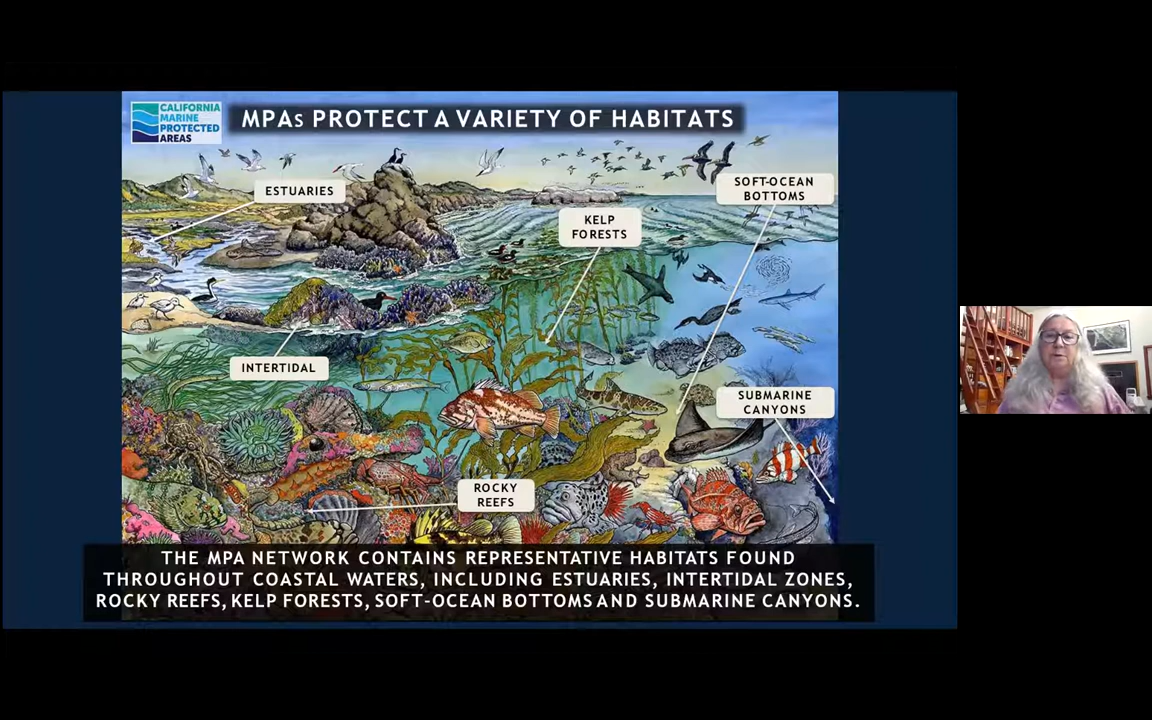 CALIFORNIA
MARINE
PROTECTED
AREAS
MPAs PROTECT A VARIETY OF HABITATS
ESTUARIES
SOFT-OCEAN
BOTTOMS
KELP
FORESTS
INTERTIDAL
SUBMARINE
CANYONS
ROCKY
REEFS
THE MPA NETWORK CONTAINS REPRESENTATIVE HABITATS FOUND
THROUGHOUT COASTAL WATERS, INCLUDING ESTUARIES, INTERTIDAL ZONES,
ROCKY REEFS, KELP FORESTS, SOFT-OCEAN BOTTOMS AND SUBMARINE CANYONS.